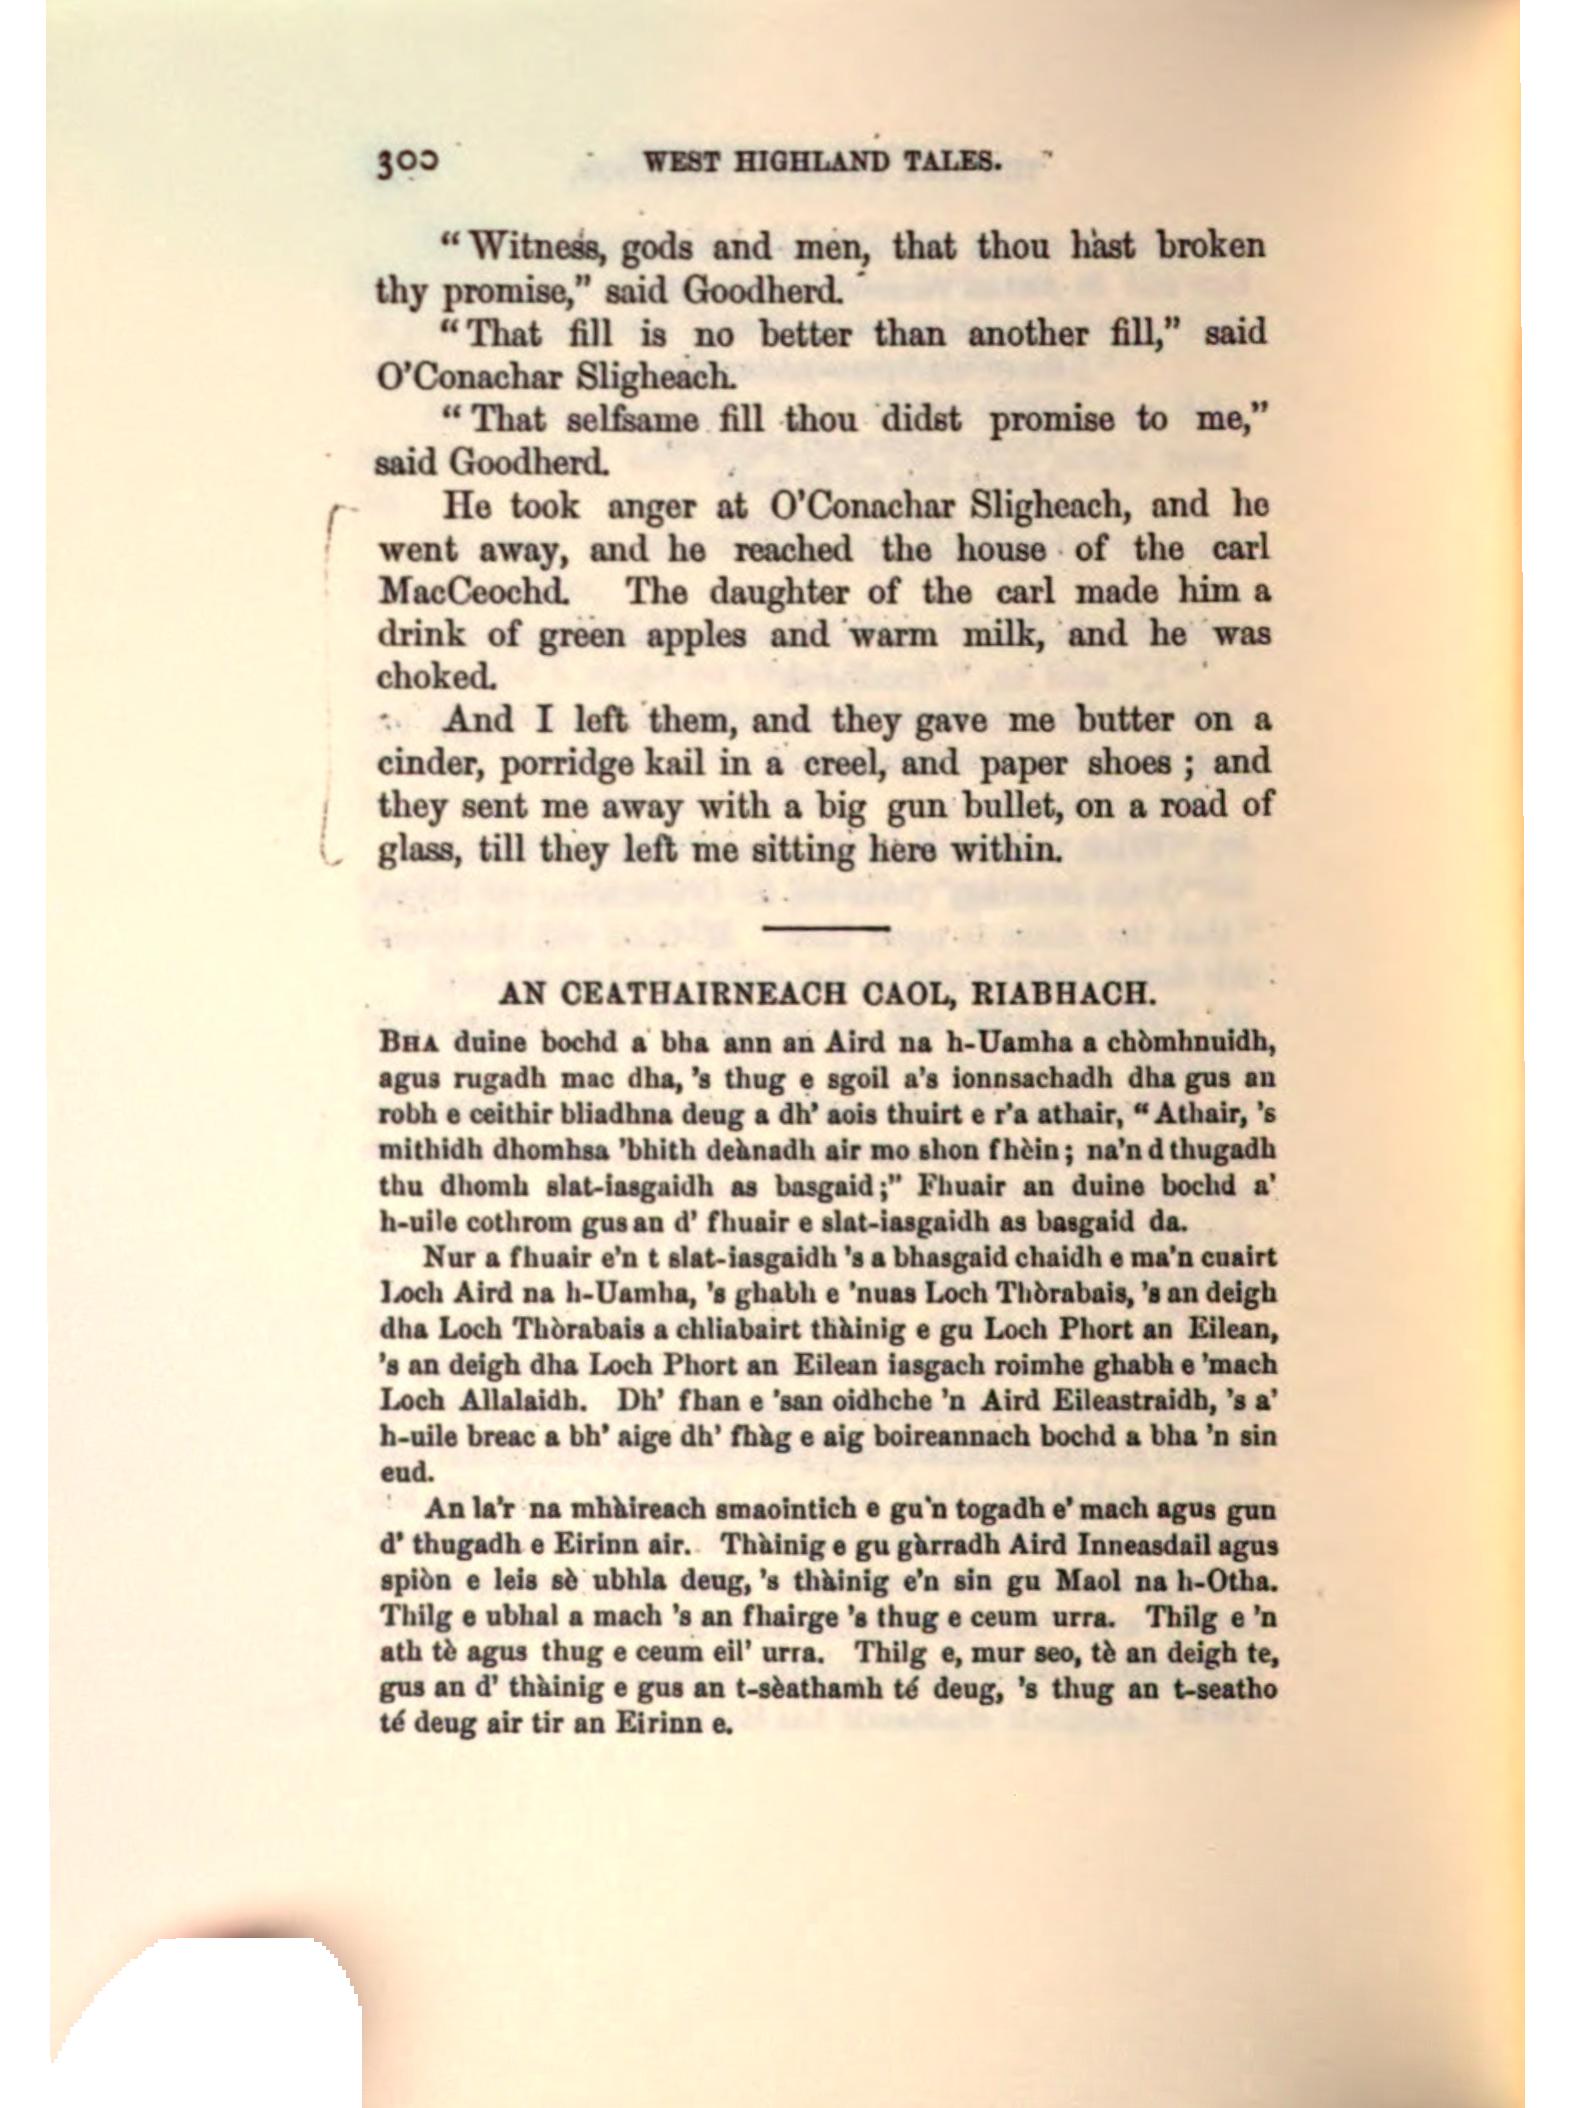 300 WEST HIGHLAND TALES.
“Witness, gods and men, that thou hast broken
thy promise,” said Goodherd.
“That fill is no better than another fill,” said
O’Conachar Sligheach.
“That selfsame fill thou didst promise to me,”
said Goodherd.
He took anger at O’Conachar Sligheach, and he
went away, and he reached the house of the carl
MacCeochd. The daughter of the carl made him a
drink of green apples and warm milk, and he was
choked.
And I left them, and they gave me butter on a
cinder, porridge kail in a creel, and paper shoes ; and
they sent me away with a big gun bullet, on a road of
glass, till they left me sitting here within.
AN CEATHAIRNEACH CAOL, RIABHACH.
BHA duine bochd a bha ann an Aird na h-Uamha a chòmhnuidh,
agus rugadh mac dha, ’s thug e sgoil a’s ionnsachadh dha gus an
robh e ceithir bliadhna deug a dh’ aois thuirt e r’a athair, “Athair, ’s
mithidh dhomhsa ’bhith deànadh air mo shon fhèin ; na’n d thugadh
thu dhomh slat-iasgaidh as basgaid ;” Fhuair an duine bochd a’
h-uile cothrom gus an d’ fhuair e slat-iasgaidh as basgaid da.
Nur a fhuair e’n t slat-iasgaidh ’s a bhasgaid chaidh e ma’n cuairt
Loch Aird na h-Uamha, ’s ghabh e ’nuas Loch Thòrabais, ’s an deigh
dha Loch Thòrabais a chliabairt thàinig e gu Loch Phort an Eilean,
’s an deigh dha Loch Phort an Eilean iasgach roimhe ghabh e ’mach
Loch Allalaidh. Dh’ fhan e ’san oidhche ’n Aird Eileastraidh, ’s a’
h-uile breac a bh’ aige dh’ fhàg e aig boireannach bochd a bha ’n sin
eud.
An la’r na mhàireach smaointich e gu’n togadh e’ mach agus gun
d’ thugadh e Eirinn air. Thàinig e gu gàrradh Aird Inneasdail agus
spiòn e leis sè ubhla deug, ’s thàinig e’n sin gu Maol na h-Otha.
Thilg e ubhal a mach ’s an fhairge ’s thug e ceum urra. Thilg e ’n
ath tè agus thug e ceum eil’ urra. Thilg e, mur seo, tè an deigh te,
gus an d’ thàinig e gus an t-sèathamh té deug, ’s thug an t-seatho
té deug air tir an Eirinn e.